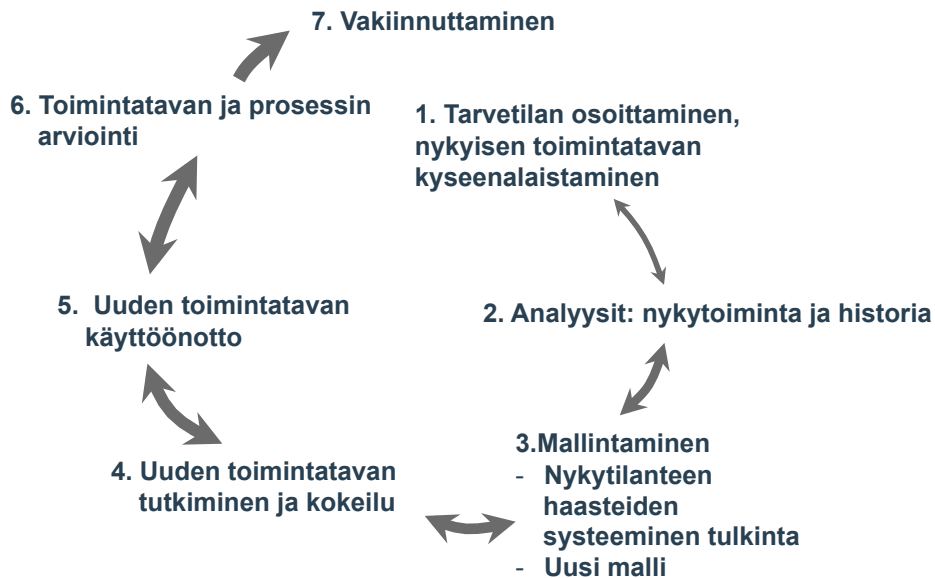 7. Vakiinnuttaminen
6. Toimintatavan ja prosessin
arviointi
1. Tarvetilan osoittaminen,
nykyisen toimintatavan
kyseenalaistaminen
5. Uuden toimintatavan
käyttöönotto
2. Analyysit: nykytoiminta ja historia
4. Uuden toimintatavan
tutkiminen ja kokeilu
3.Mallintaminen
- Nykytilanteen
haasteiden
systeeminen tulkinta
- Uusi malli